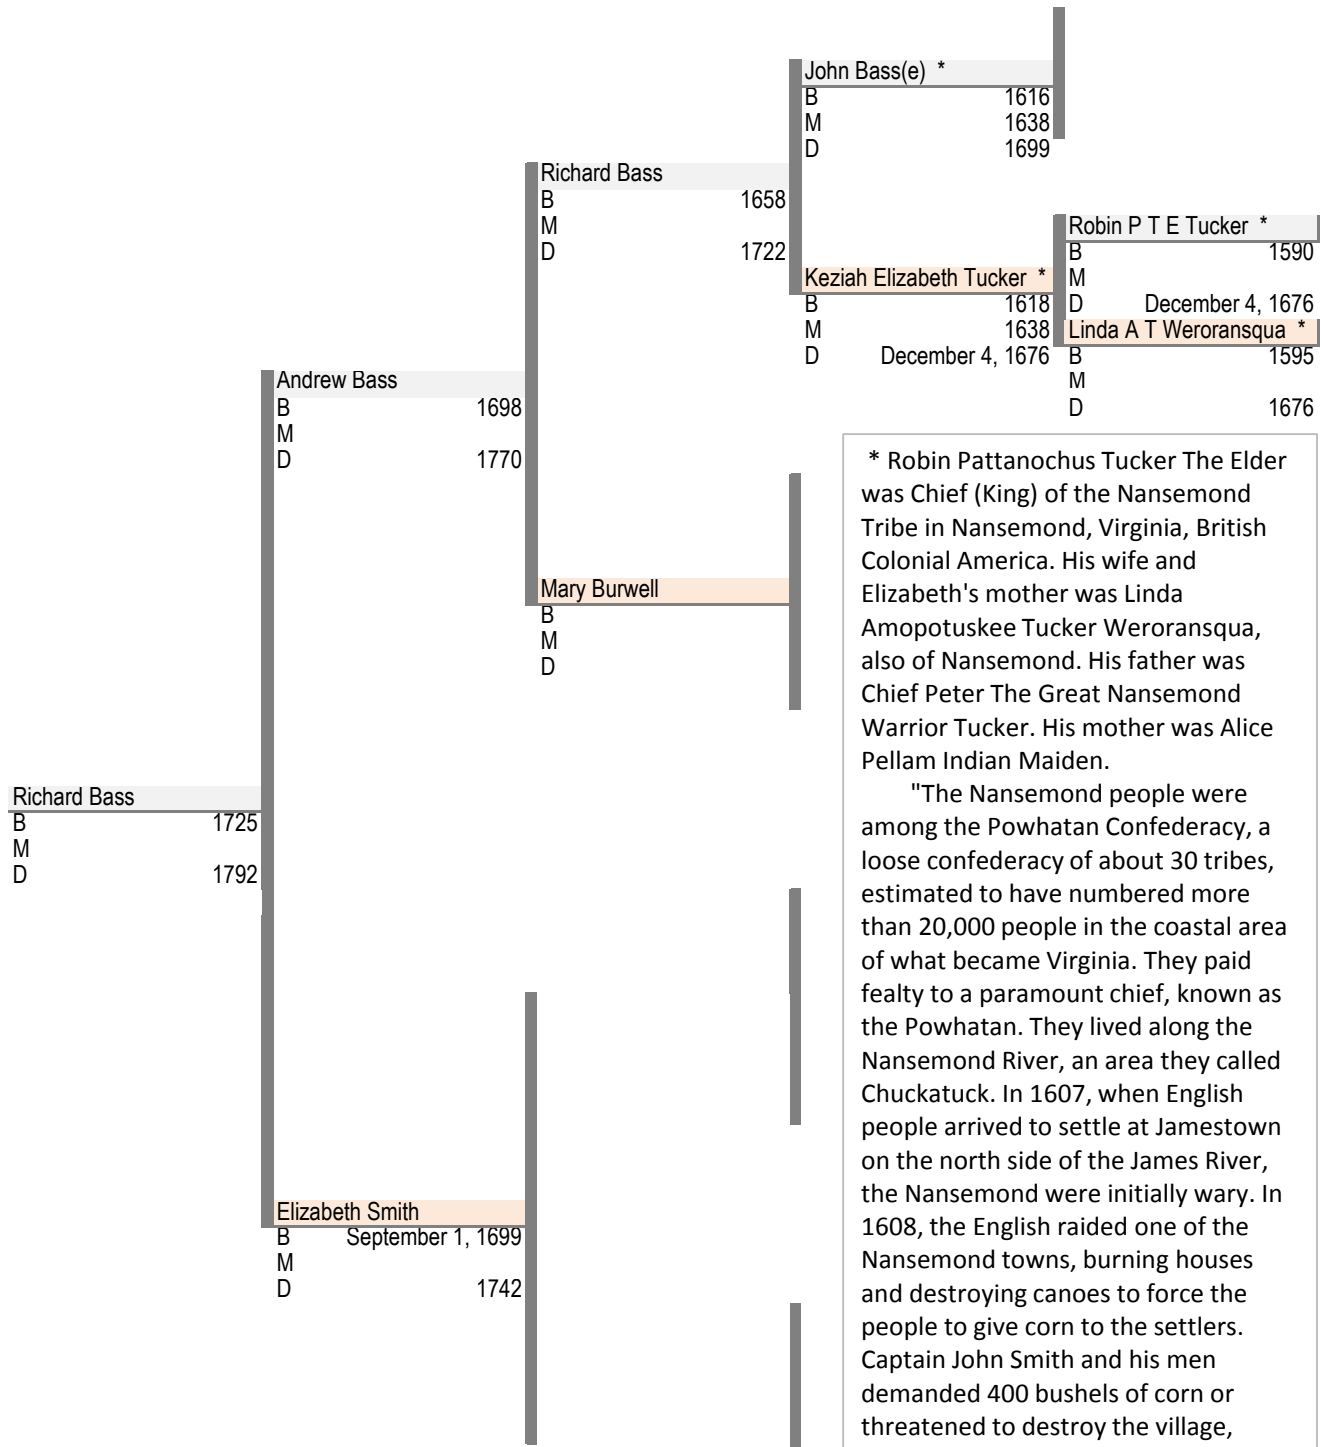 John Bass(e) *
B 1616
M 1638
D 1699
Richard Bass
B 1658
M
D 1722
Robin P T E Tucker *
B 1590
M
D December 4, 1676
Keziah Elizabeth Tucker *
B 1618
M 1638
D December 4, 1676
Linda A T Weroransqua *
B 1595
M
D 1676
Andrew Bass
B 1698
M
D 1770
Mary Burwell
B
M
D
Richard Bass
B 1725
M
D 1792
Elizabeth Smith
B September 1, 1699
M
D 1742
* Robin Pattanochus Tucker The Elder
was Chief (King) of the Nansemond
Tribe in Nansemond, Virginia, British
Colonial America. His wife and
Elizabeth's mother was Linda
Amopotuskee Tucker Weroransqua,
also of Nansemond. His father was
Chief Peter The Great Nansemond
Warrior Tucker. His mother was Alice
Pellam Indian Maiden.
"The Nansemond people were
among the Powhatan Confederacy, a
loose confederacy of about 30 tribes,
estimated to have numbered more
than 20,000 people in the coastal area
of what became Virginia. They paid
fealty to a paramount chief, known as
the Powhatan. They lived along the
Nansemond River, an area they called
Chuckatuck. In 1607, when English
people arrived to settle at Jamestown
on the north side of the James River,
the Nansemond were initially wary. In
1608, the English raided one of the
Nansemond towns, burning houses
and destroying canoes to force the
people to give corn to the settlers.
Captain John Smith and his men
demanded 400 bushels of corn or
threatened to destroy the village,